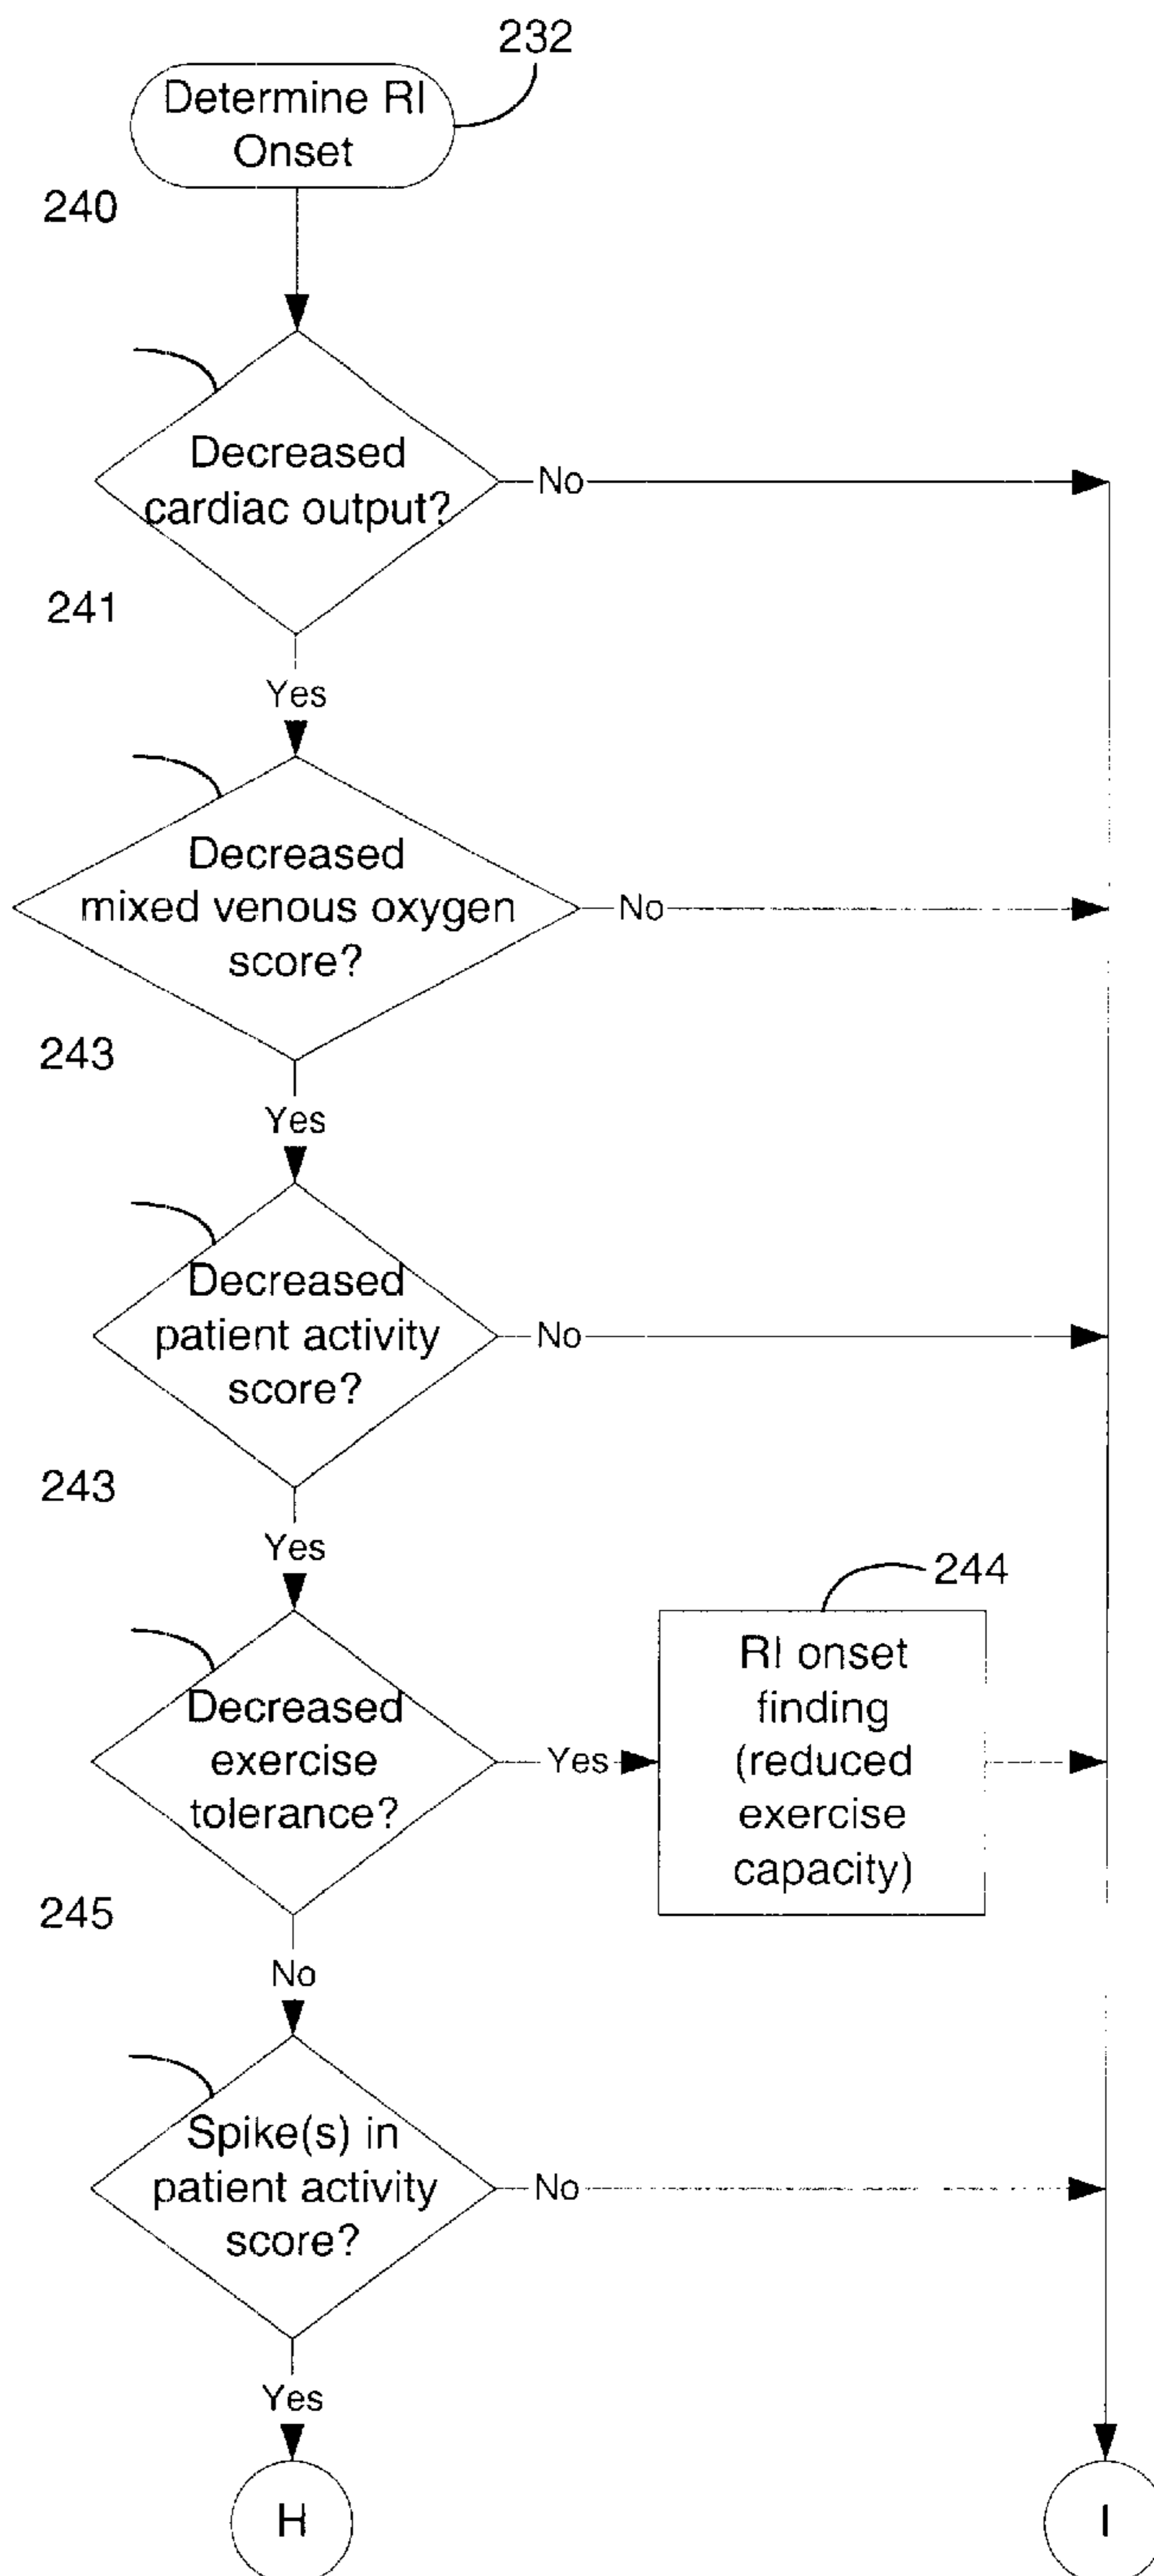 232
Determine RI
Onset
240
Decreased
cardiac output?
No
241
Yes
Decreased
mixed venous oxygen
score?
No
243
Yes
Decreased
patient activity
score?
No
243
Yes
244
Decreased
exercise
tolerance?
Yes
RI onset
finding
(reduced
exercise
capacity)
245
No
Spike(s) in
patient activity
score?
No
Yes
H
I